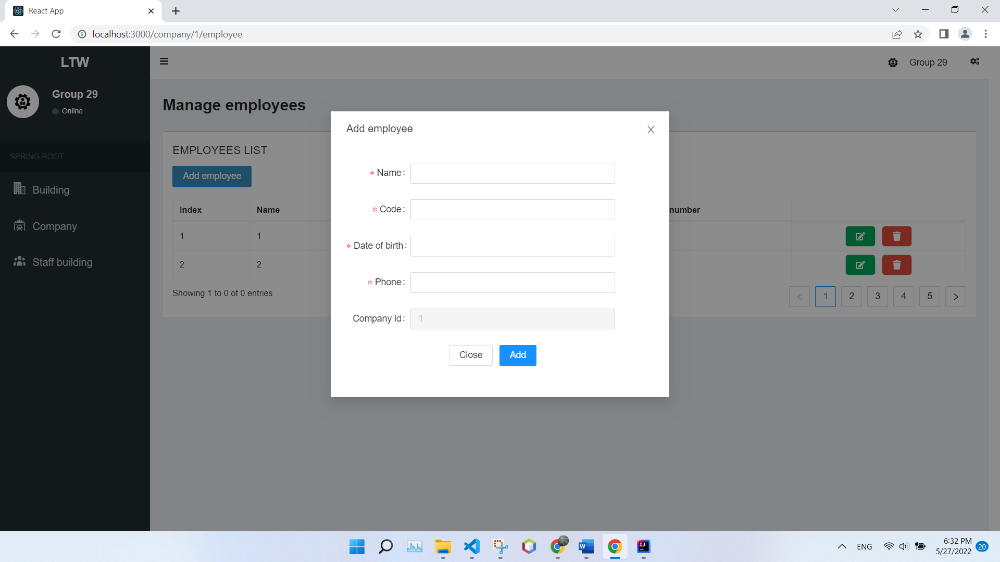 React App
localhost:3000/company/1/employee
LTW
Group 29
Group 29
Online
SPRING BOOT
Building
Company
Staff building
Manage employees
EMPLOYEES LIST
Add employee
Index Name number
1 1
2 2
Showing 1 to 0 of 0 entries
< 1 2 3 4 5 >
Add employee
* Name:
* Code:
* Date of birth:
* Phone:
Company id: 1
Close Add
ENG
6:32 PM
5/27/2022
20